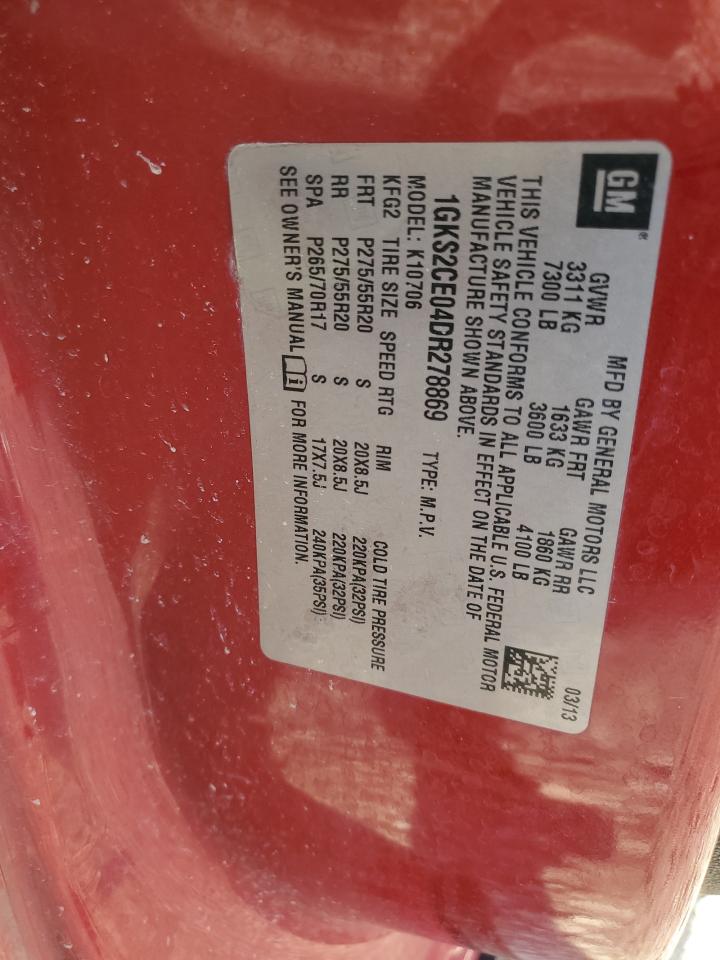 GM®
MFD BY GENERAL MOTORS LLC
03/13
GVWR GAWR FRT GAWR RR
3311 KG 1633 KG 1860 KG
7300 LB 3600 LB 4100 LB
THIS VEHICLE CONFORMS TO ALL APPLICABLE U.S. FEDERAL MOTOR
VEHICLE SAFETY STANDARDS IN EFFECT ON THE DATE OF
MANUFACTURE SHOWN ABOVE.
1GKS2CE04DR278869 TYPE: M.P.V.
MODEL: K10706
KFG2 TIRE SIZE SPEED RTG RIM COLD TIRE PRESSURE
FRT P275/55R20 S 20X8.5J 220KPA(32PSI)
RR P275/55R20 S 20X8.5J 220KPA(32PSI)
SPA P265/70R17 S 17X7.5J 240KPA(35PSI)
SEE OWNER'S MANUAL i FOR MORE INFORMATION.